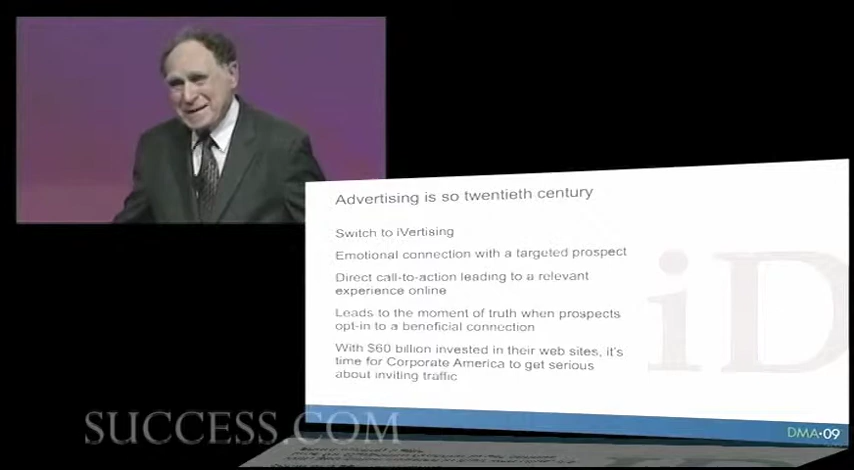 Advertising is so twentieth century
Switch to iVertising
Emotional connection with a targeted prospect
Direct call-to-action leading to a relevant
experience online
Leads to the moment of truth when prospects
opt-in to a beneficial connection
With $60 billion invested in their web sites, it's
time for Corporate America to get serious
about inviting traffic
iD
DMA•09
SUCCESS.COM